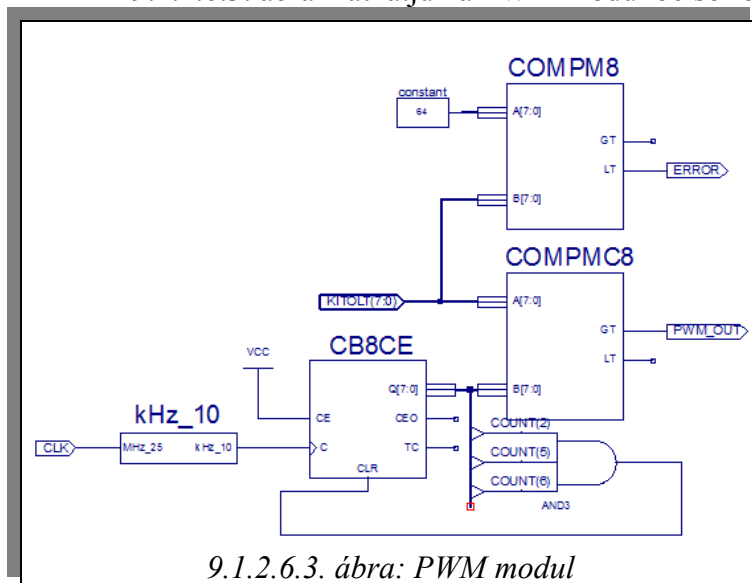 COMPM8
constant
64
A[7:0]
GT
LT
ERROR
B[7:0]
COMPMC8
KITOLT(7:0)
A[7:0]
GT
PWM_OUT
LT
CB8CE
VCC
Q[7:0]
B[7:0]
kHz_10
CE
CEO
COUNT(2)
CLK
MHz_25
kHz_10
C
TC
COUNT(5)
CLR
COUNT(6)
AND3
9.1.2.6.3. ábra: PWM modul